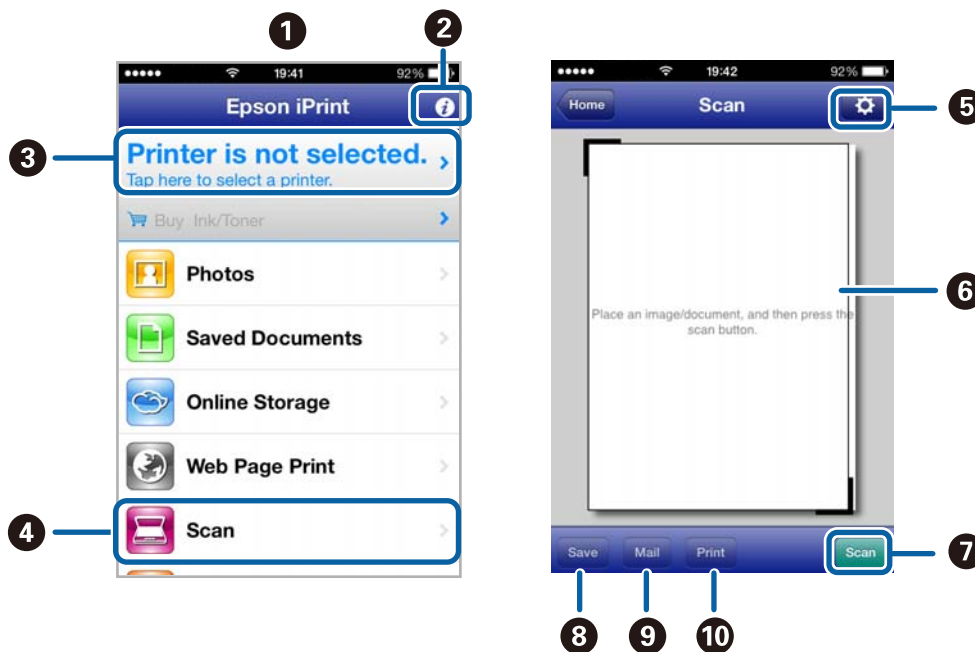 1
2
19:41
92%
Epson iPrint
i
3
Printer is not selected.
Tap here to select a printer.
Buy Ink/Toner
Photos
Saved Documents
Online Storage
Web Page Print
4
Scan
19:42
92%
Home
Scan
5
6
Place an image/document, and then press the
scan button.
Save
Mail
Print
Scan
7
8
9
10